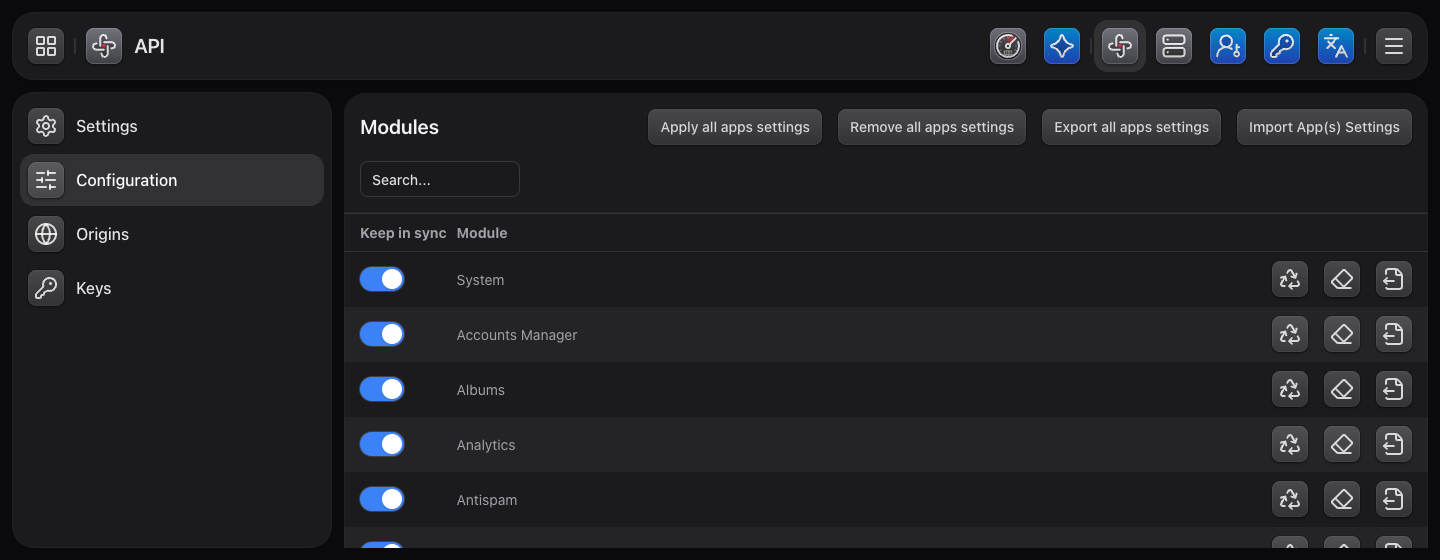 API
Settings
Configuration
Origins
Keys
Modules
Apply all apps settings
Remove all apps settings
Export all apps settings
Import App(s) Settings
Search...
Keep in sync Module
System
Accounts Manager
Albums
Analytics
Antispam